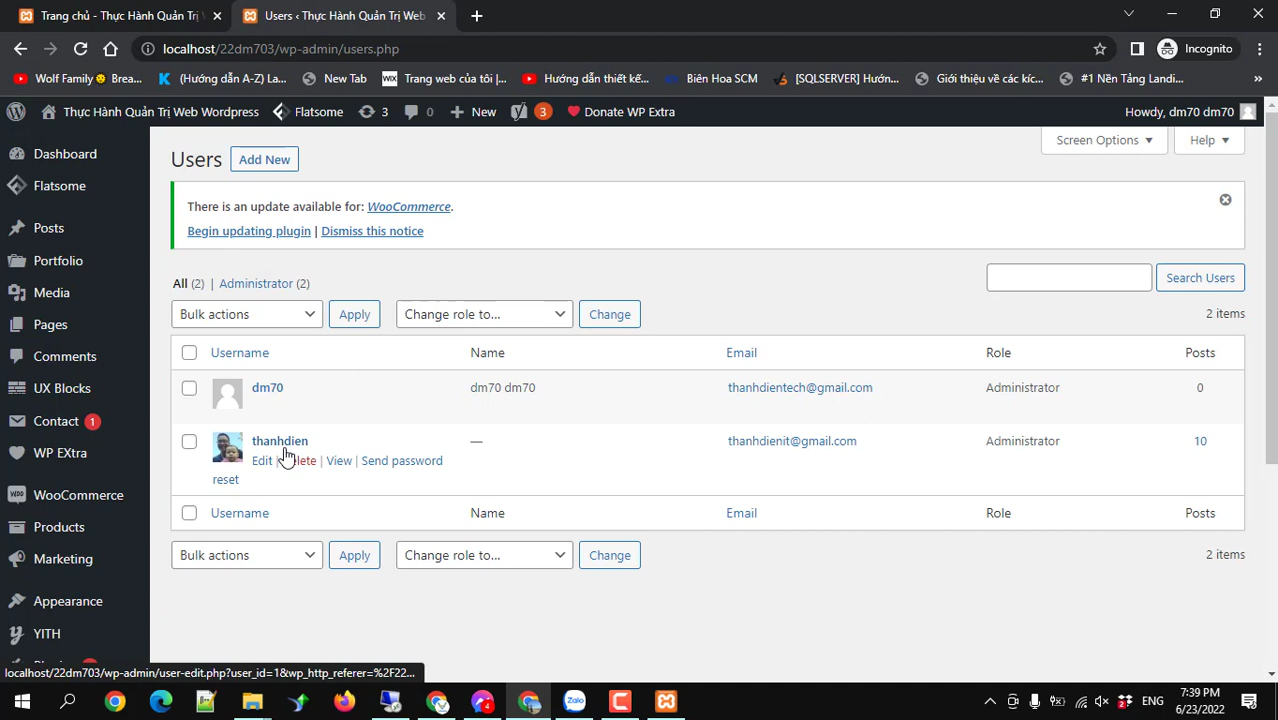 Trang chủ - Thực Hành Quản Trị W
Users ‹ Thực Hành Quản Trị Web
localhost/22dm703/wp-admin/users.php
Incognito
Wolf Family🙂 Brea...
(Hướng dẫn A-Z) La...
New Tab
WIX Trang web của tôi |...
Hướng dẫn thiết kế...
Biên Hoa SCM
[SQLSERVER] Hướn...
Giới thiệu về các kíc...
#1 Nền Tảng Landi...
»
Thực Hành Quản Trị Web Wordpress
Flatsome
3
0
New
3
Donate WP Extra
Howdy, dm70 dm70
Dashboard
Flatsome
Posts
Portfolio
Media
Pages
Comments
UX Blocks
Contact 1
WP EXtra
WooCommerce
Products
Marketing
Appearance
YITH
Screen Options
Help
Users
Add New
There is an update available for: WooCommerce.
Begin updating plugin | Dismiss this notice
All (2) | Administrator (2)
Search Users
Bulk actions
Apply
Change role to...
Change
2 items
Username Name Email Role Posts
dm70 dm70 dm70 thanhdientech@gmail.com Administrator 0
thanhdien — thanhdienit@gmail.com Administrator 10
Edit | Delete | View | Send password
reset
Username Name Email Role Posts
Bulk actions
Apply
Change role to...
Change
2 items
localhost/22dm703/wp-admin/user-edit.php?user_id=1&wp_http_referer=%2F22...
4
Zalo
2
ENG
7:39 PM
6/23/2022